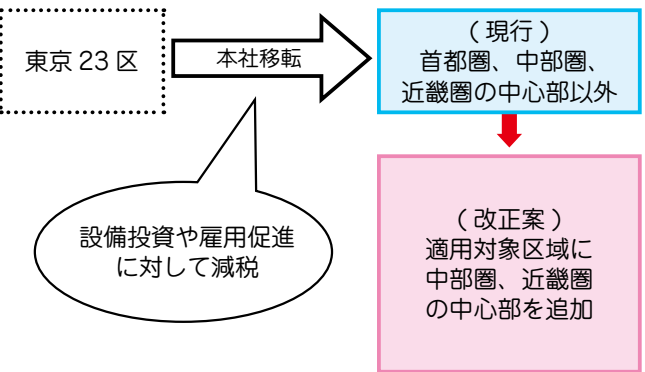 東京 23 区
本社移転
（現行）
首都圏、中部圏、
近畿圏の中心部以外
設備投資や雇用促進
に対して減税
（改正案）
適用対象区域に
中部圏、近畿圏
の中心部を追加